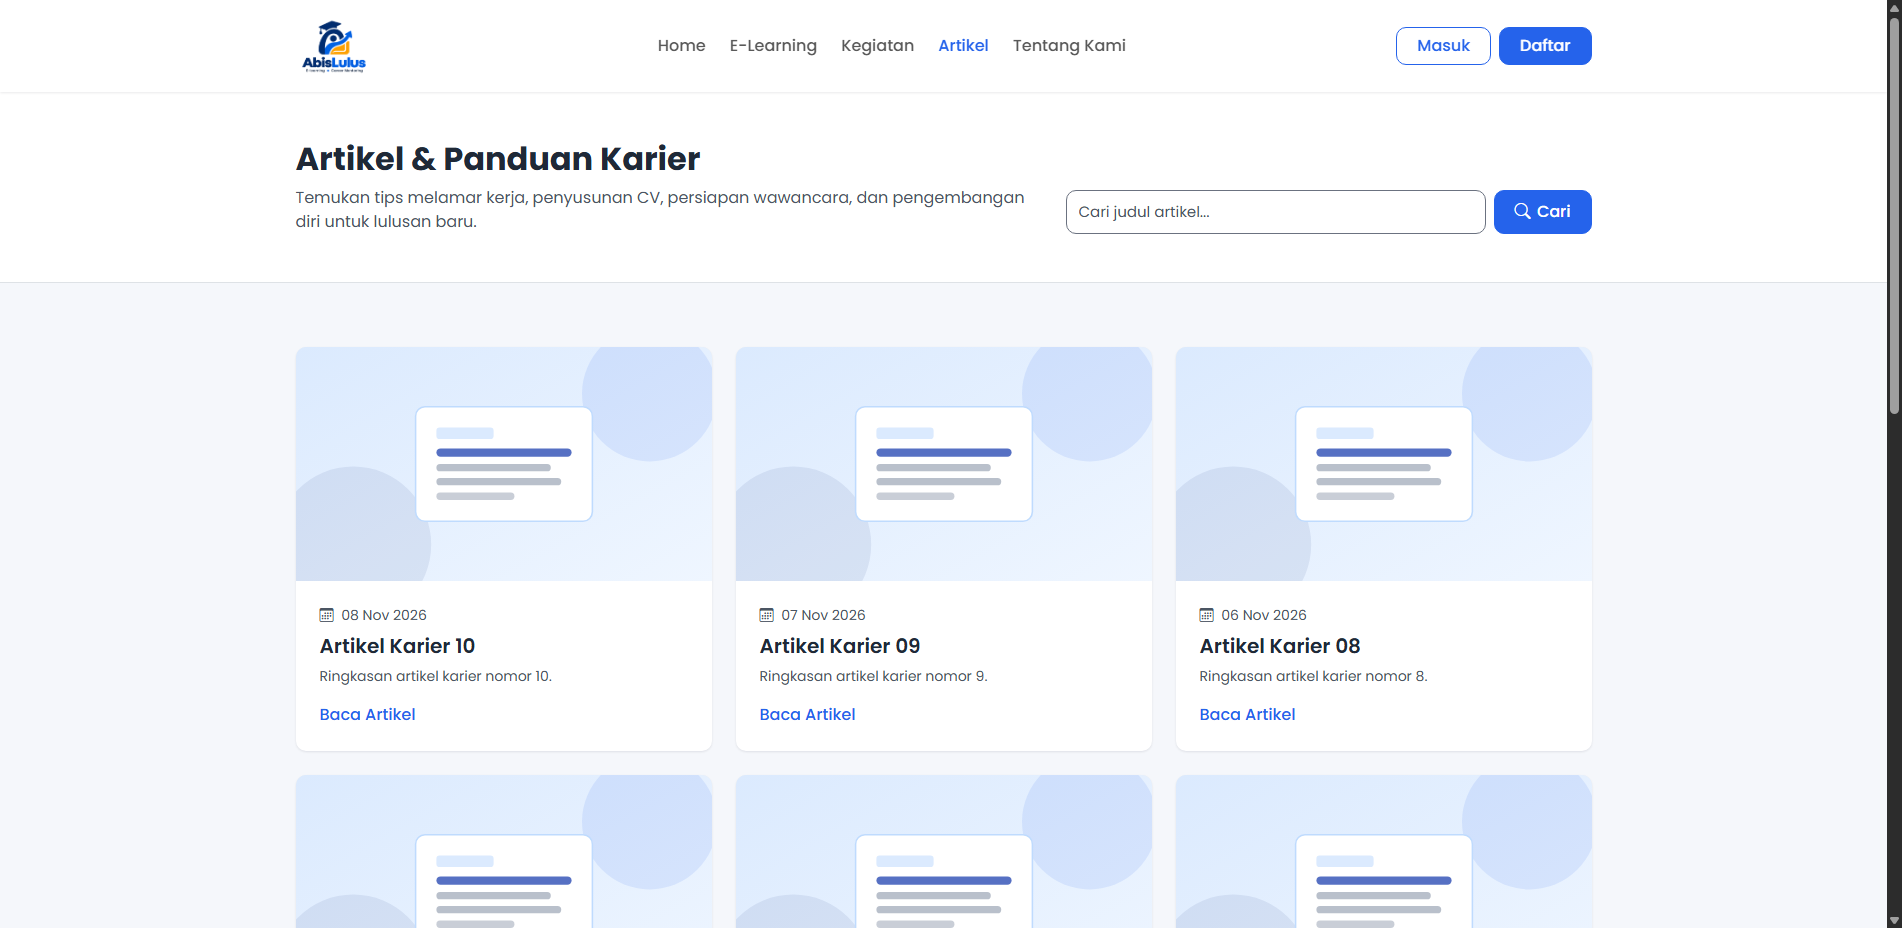 AbisLulus
Home
E-Learning
Kegiatan
Artikel
Tentang Kami
Masuk
Daftar
Artikel & Panduan Karier
Temukan tips melamar kerja, penyusunan CV, persiapan wawancara, dan pengembangan
diri untuk lulusan baru.
Cari judul artikel...
Cari
08 Nov 2026
Artikel Karier 10
Ringkasan artikel karier nomor 10.
Baca Artikel
07 Nov 2026
Artikel Karier 09
Ringkasan artikel karier nomor 9.
Baca Artikel
06 Nov 2026
Artikel Karier 08
Ringkasan artikel karier nomor 8.
Baca Artikel